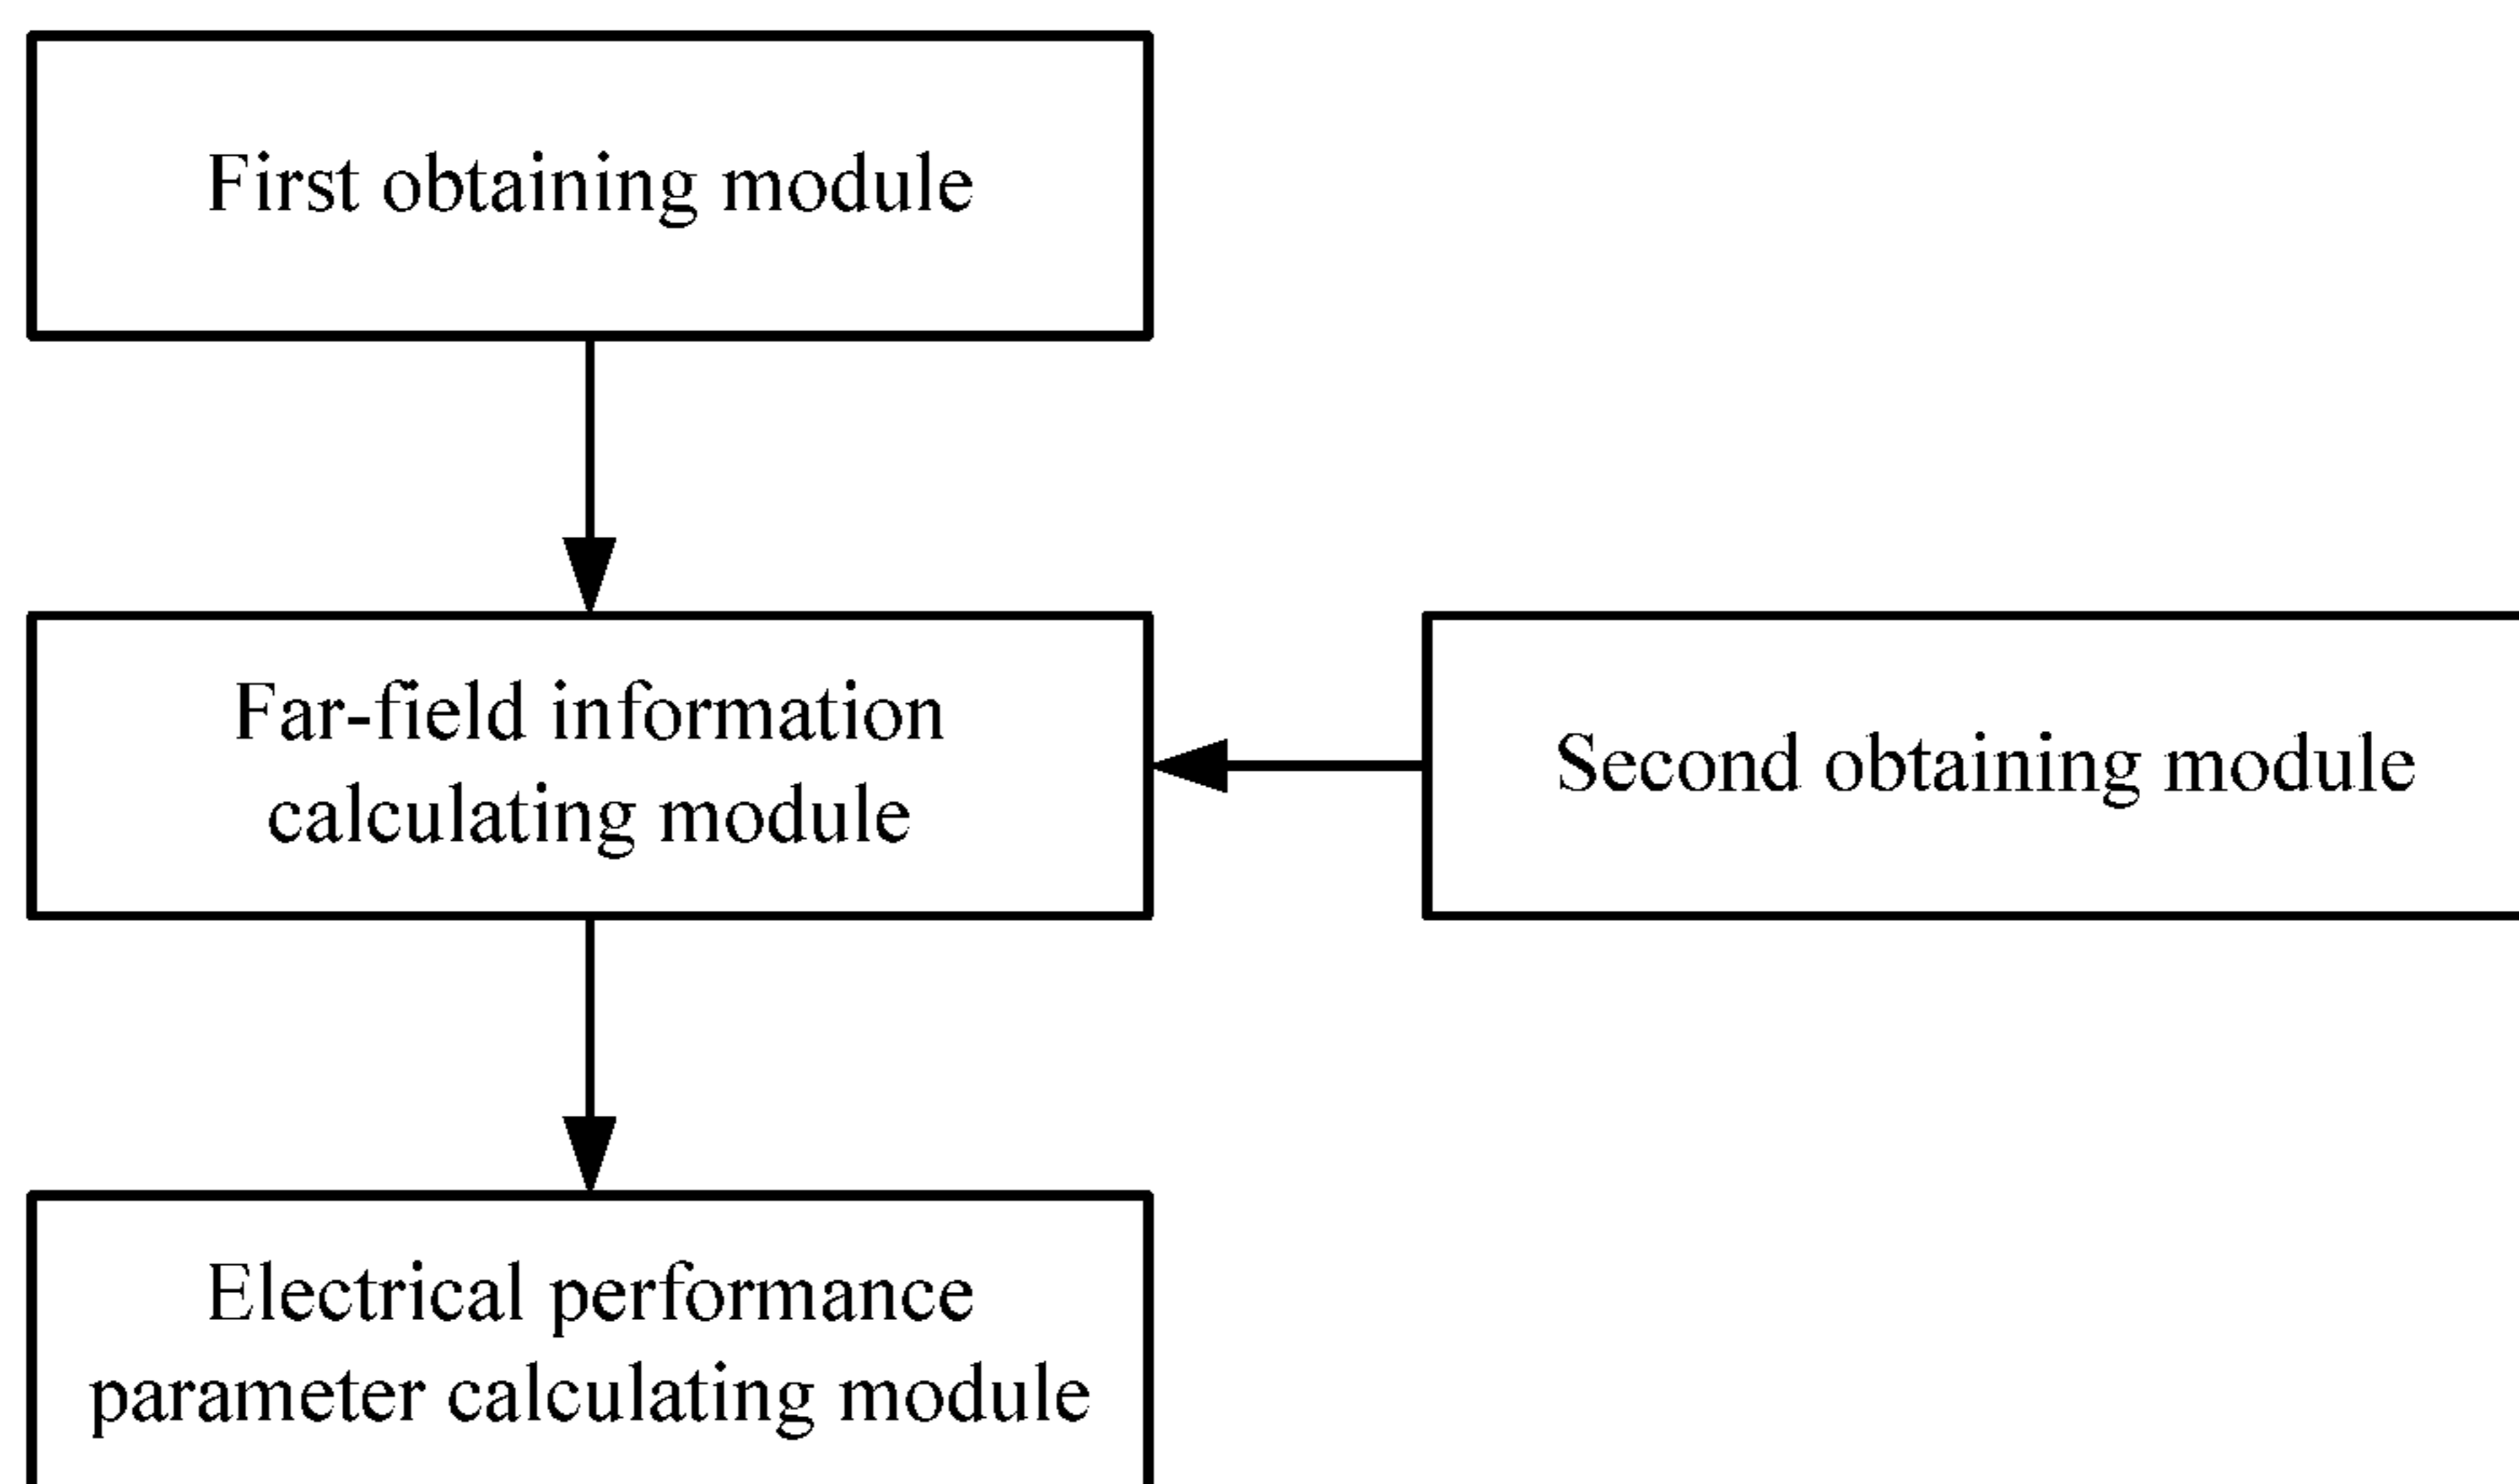 First obtaining module
Far-field information
calculating module
Second obtaining module
Electrical performance
parameter calculating module